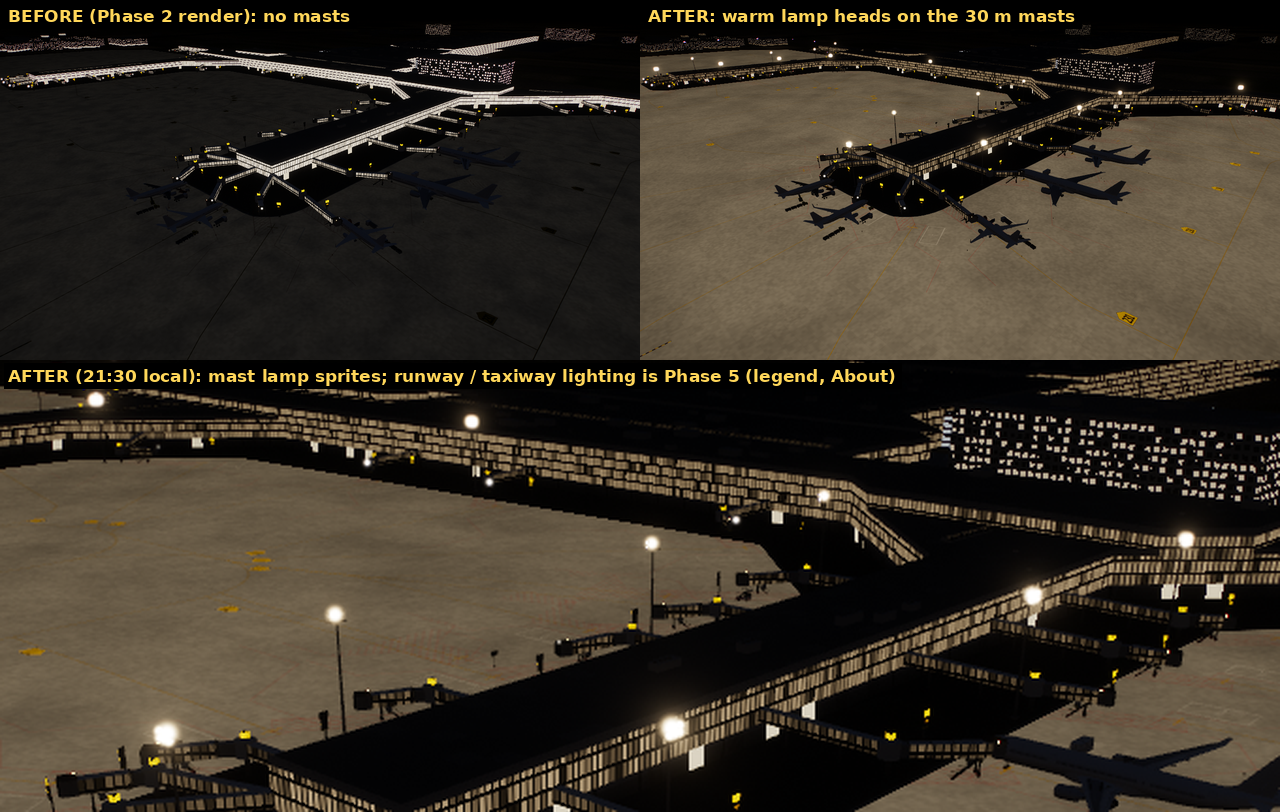 BEFORE (Phase 2 render): no masts
AFTER: warm lamp heads on the 30 m masts
AFTER (21:30 local): mast lamp sprites; runway / taxiway lighting is Phase 5 (legend, About)